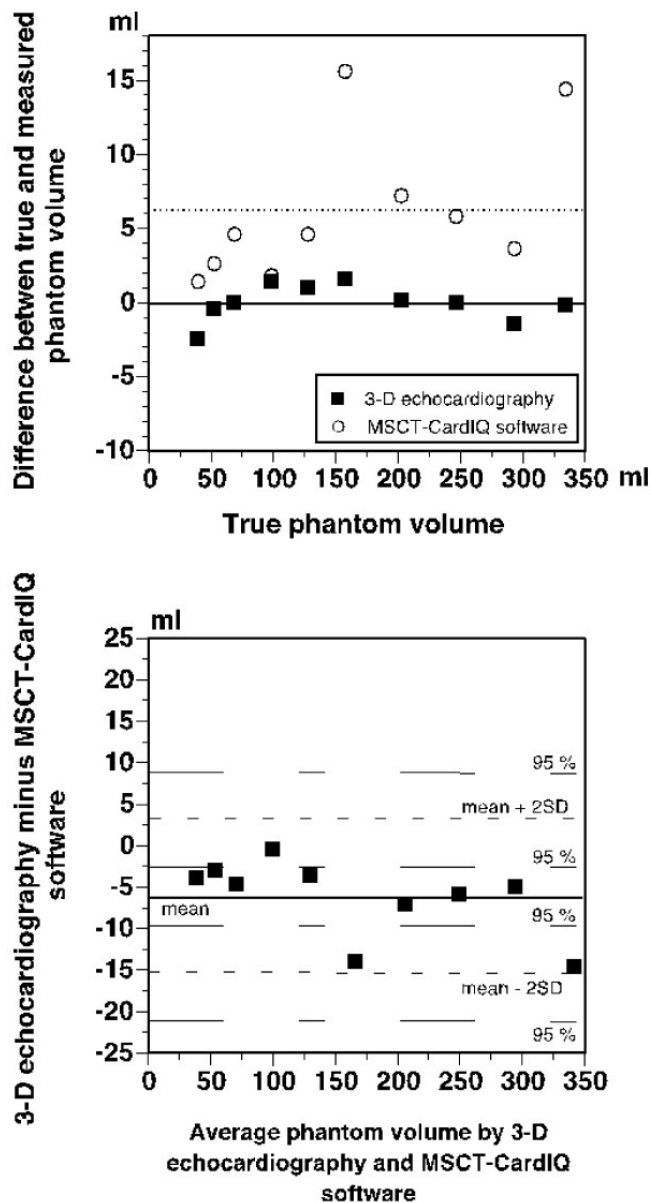 ml
15
10
5
0
-5
-10
0 50 100 150 200 250 300 350 ml
Difference betwen true and measured
phantom volume
■ 3-D echocardiography
○ MSCT-CardIQ software
True phantom volume
ml
25
20
15
10
5
0
-5
-10
-15
-20
-25
0 50 100 150 200 250 300 350
3-D echocardiography minus MSCT-CardIQ
software
95 %
mean + 2SD
95 %
mean
95 %
mean - 2SD
95 %
Average phantom volume by 3-D
echocardiography and MSCT-CardIQ
software